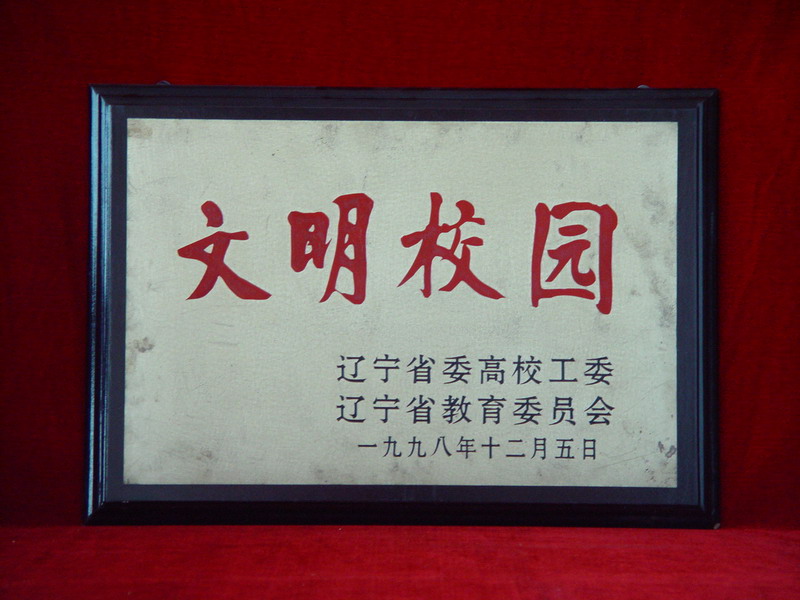 文明校园
辽宁省委高校工委
辽宁省教育委员会
一九九八年十二月五日